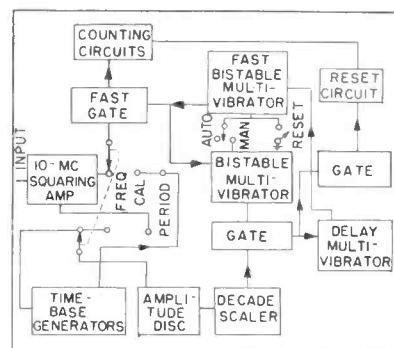 COUNTING
CIRCUITS
FAST
BISTABLE
MULTI-
VIBRATOR
RESET
CIRCUIT
FAST
GATE
AUTO
MAN
RESET
INPUT
10-MC
SQUARING
AMP
FREQ
CAL
PERIOD
BISTABLE
MULTI-
VIBRATOR
GATE
GATE
DELAY
MULTI-
VIBRATOR
TIME-
BASE
GENERATORS
AMPLI-
TUDE
DISC
DECADE
SCALER